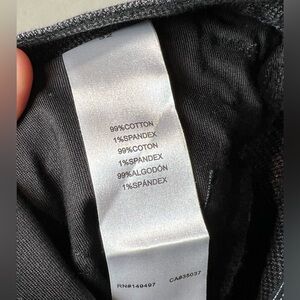 99%COTTON
1%SPANDEX
99%COTON
1%SPANDEX
99%ALGODÓN
1%SPANDEX
RN#149497 CA#35037